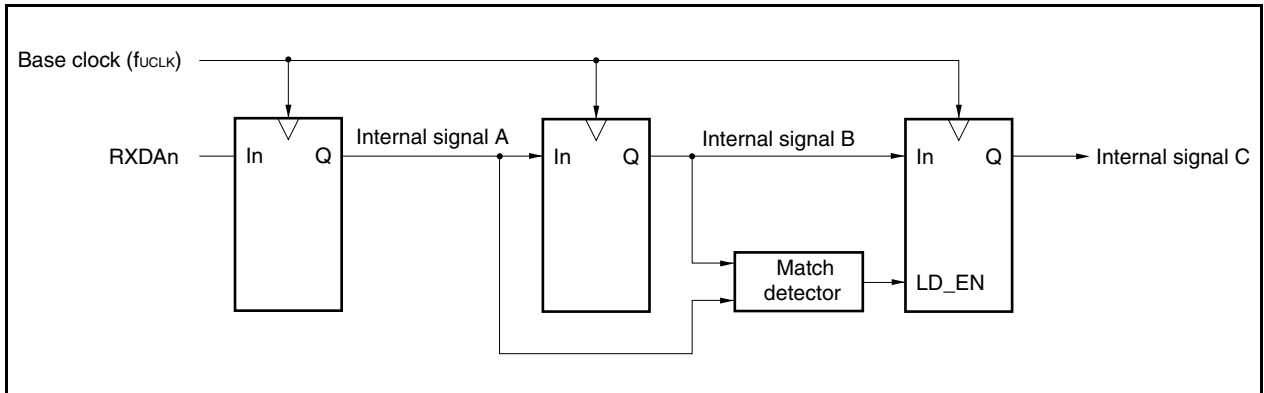 Base clock (fUCLK)
RXDAn
In
Q
Internal signal A
In
Q
Internal signal B
In
Q
Internal signal C
Match
detector
LD_EN